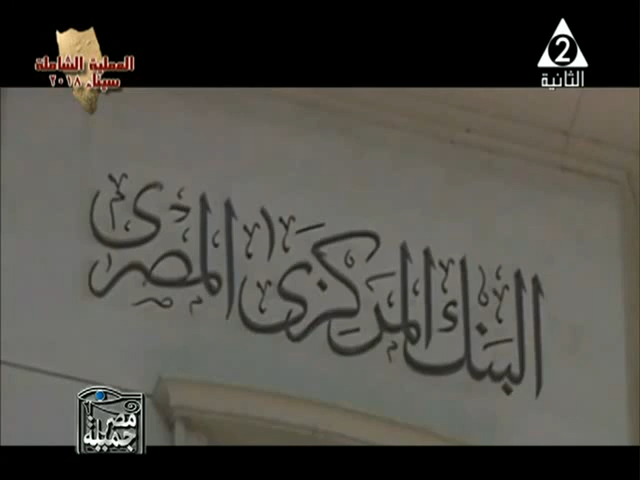 العملية الشاملة
سيناء ٢٠١٨
2
الثانية
البنك المركزى المصرى
مصر
جميلة